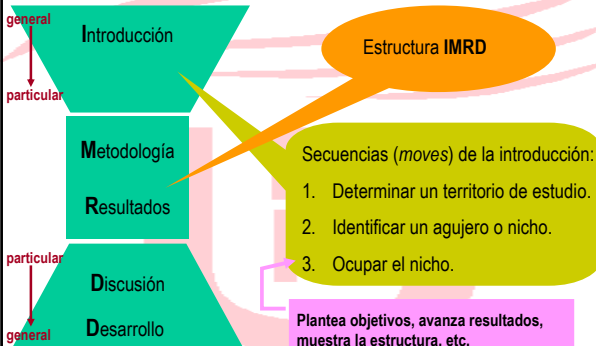 general
Introducción
particular
Estructura IMRD
Metodología
Resultados
Secuencias (moves) de la introducción:
1. Determinar un territorio de estudio.
2. Identificar un agujero o nicho.
3. Ocupar el nicho.
particular
Discusión
Desarrollo
general
Plantea objetivos, avanza resultados,
muestra la estructura, etc.